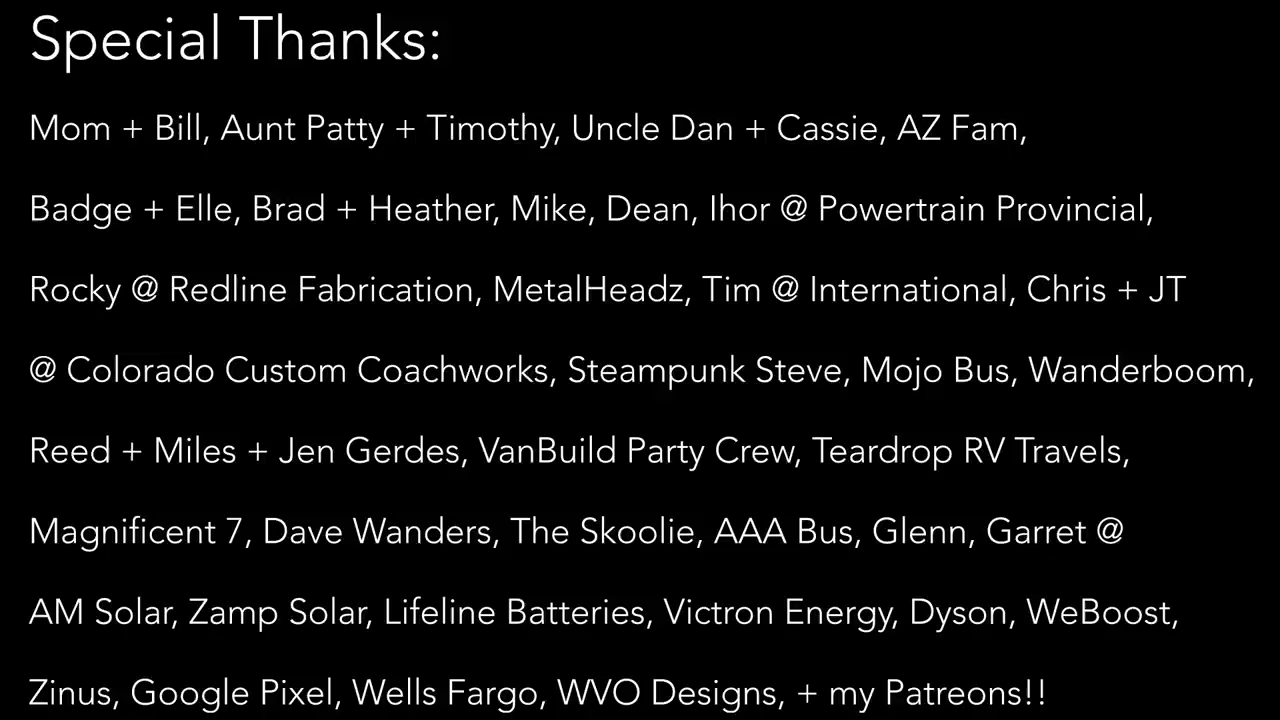 Special Thanks:
Mom + Bill, Aunt Patty + Timothy, Uncle Dan + Cassie, AZ Fam,
Badge + Elle, Brad + Heather, Mike, Dean, Ihor @ Powertrain Provincial,
Rocky @ Redline Fabrication, MetalHeadz, Tim @ International, Chris + JT
@ Colorado Custom Coachworks, Steampunk Steve, Mojo Bus, Wanderboom,
Reed + Miles + Jen Gerdes, VanBuild Party Crew, Teardrop RV Travels,
Magnificent 7, Dave Wanders, The Skoolie, AAA Bus, Glenn, Garret @
AM Solar, Zamp Solar, Lifeline Batteries, Victron Energy, Dyson, WeBoost,
Zinus, Google Pixel, Wells Fargo, WVO Designs, + my Patreons!!